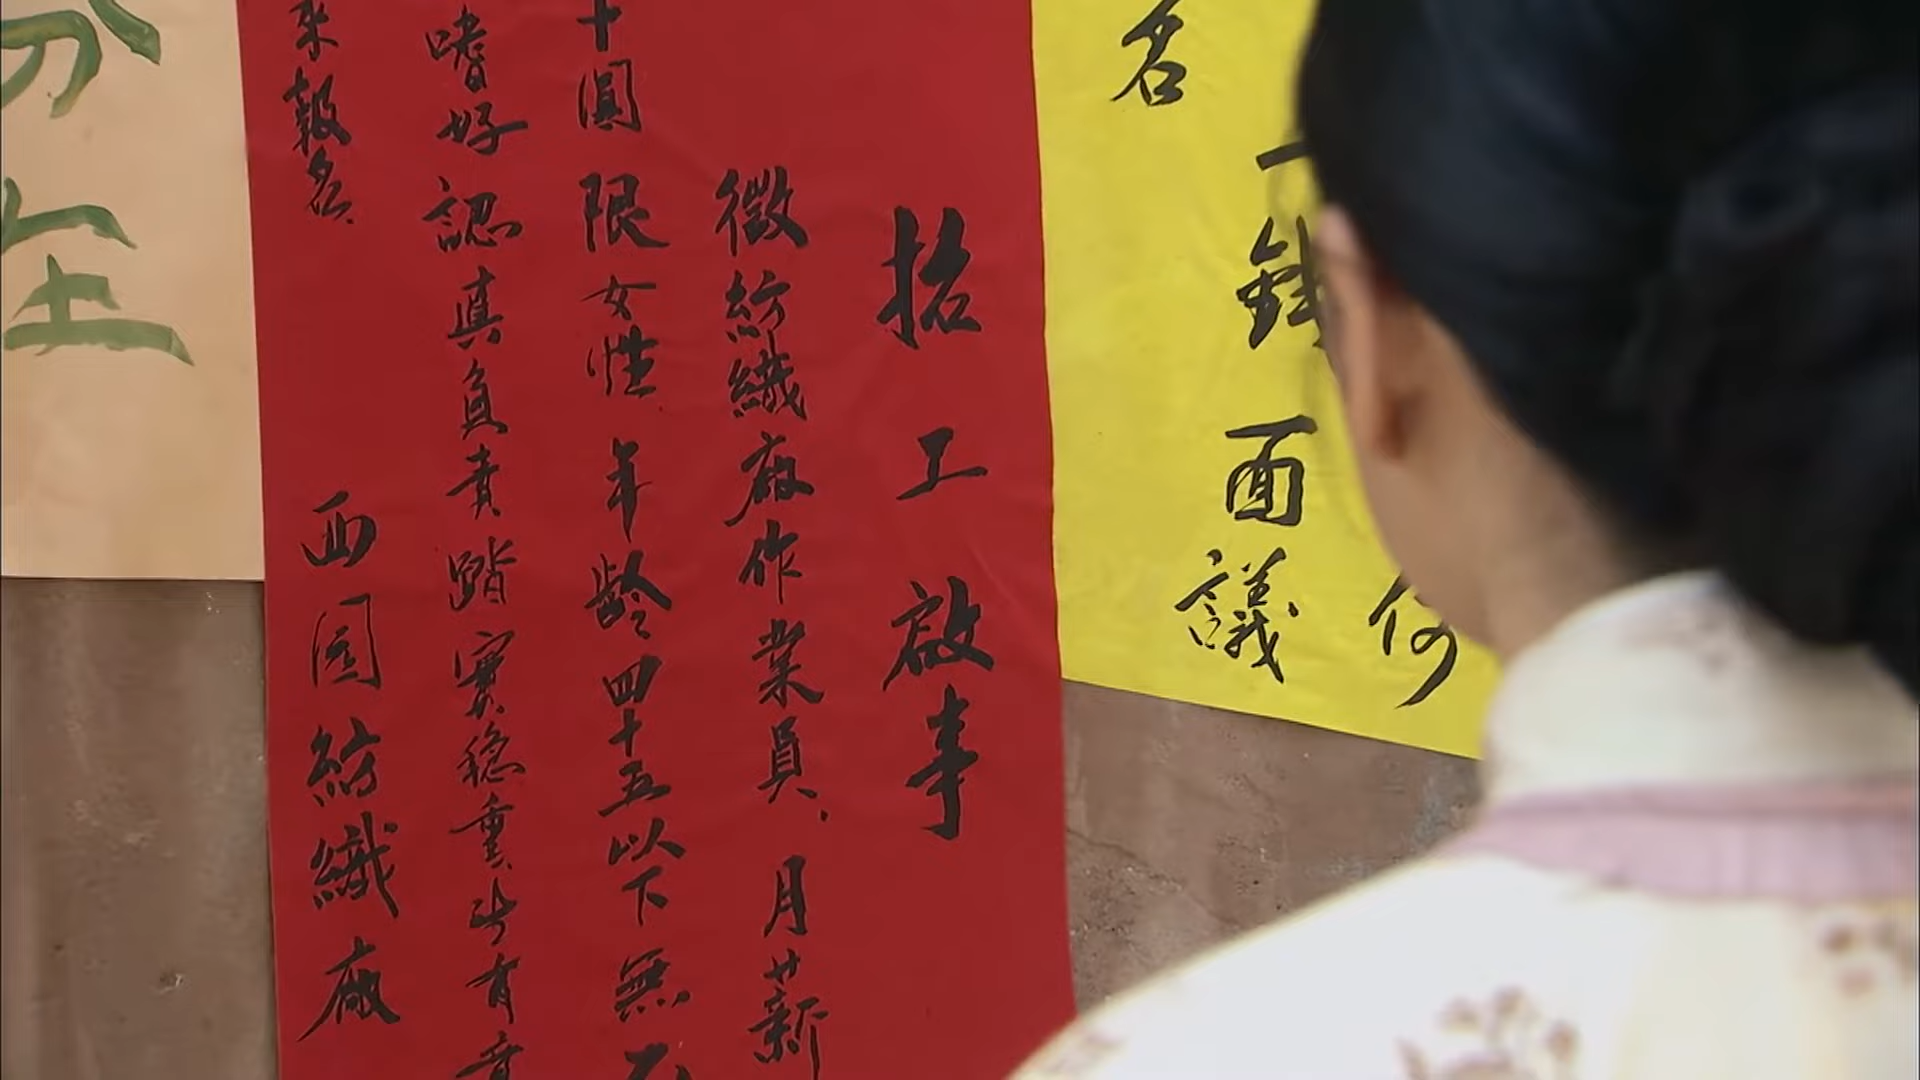 名
工錢
面議
招工啟事
徵紡織廠作業員、月薪
十圓 限女性 年齡四十五以下無不
嗜好 認真負責 踏實穩重 如有意
來報名、
西園紡織廠